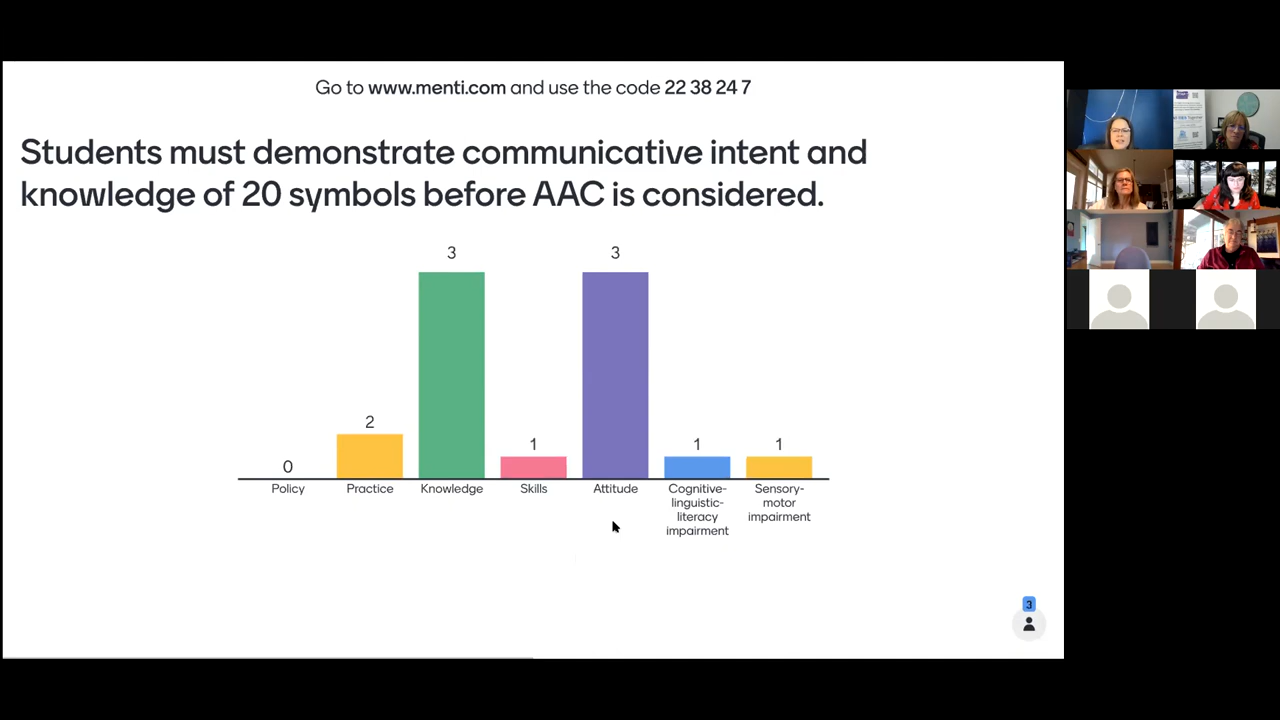 Go to www.menti.com and use the code 22 38 24 7
Students must demonstrate communicative intent and
knowledge of 20 symbols before AAC is considered.
0
2
3
1
3
1
1
Policy
Practice
Knowledge
Skills
Attitude
Cognitive-
linguistic-
literacy
impairment
Sensory-
motor
impairment
3